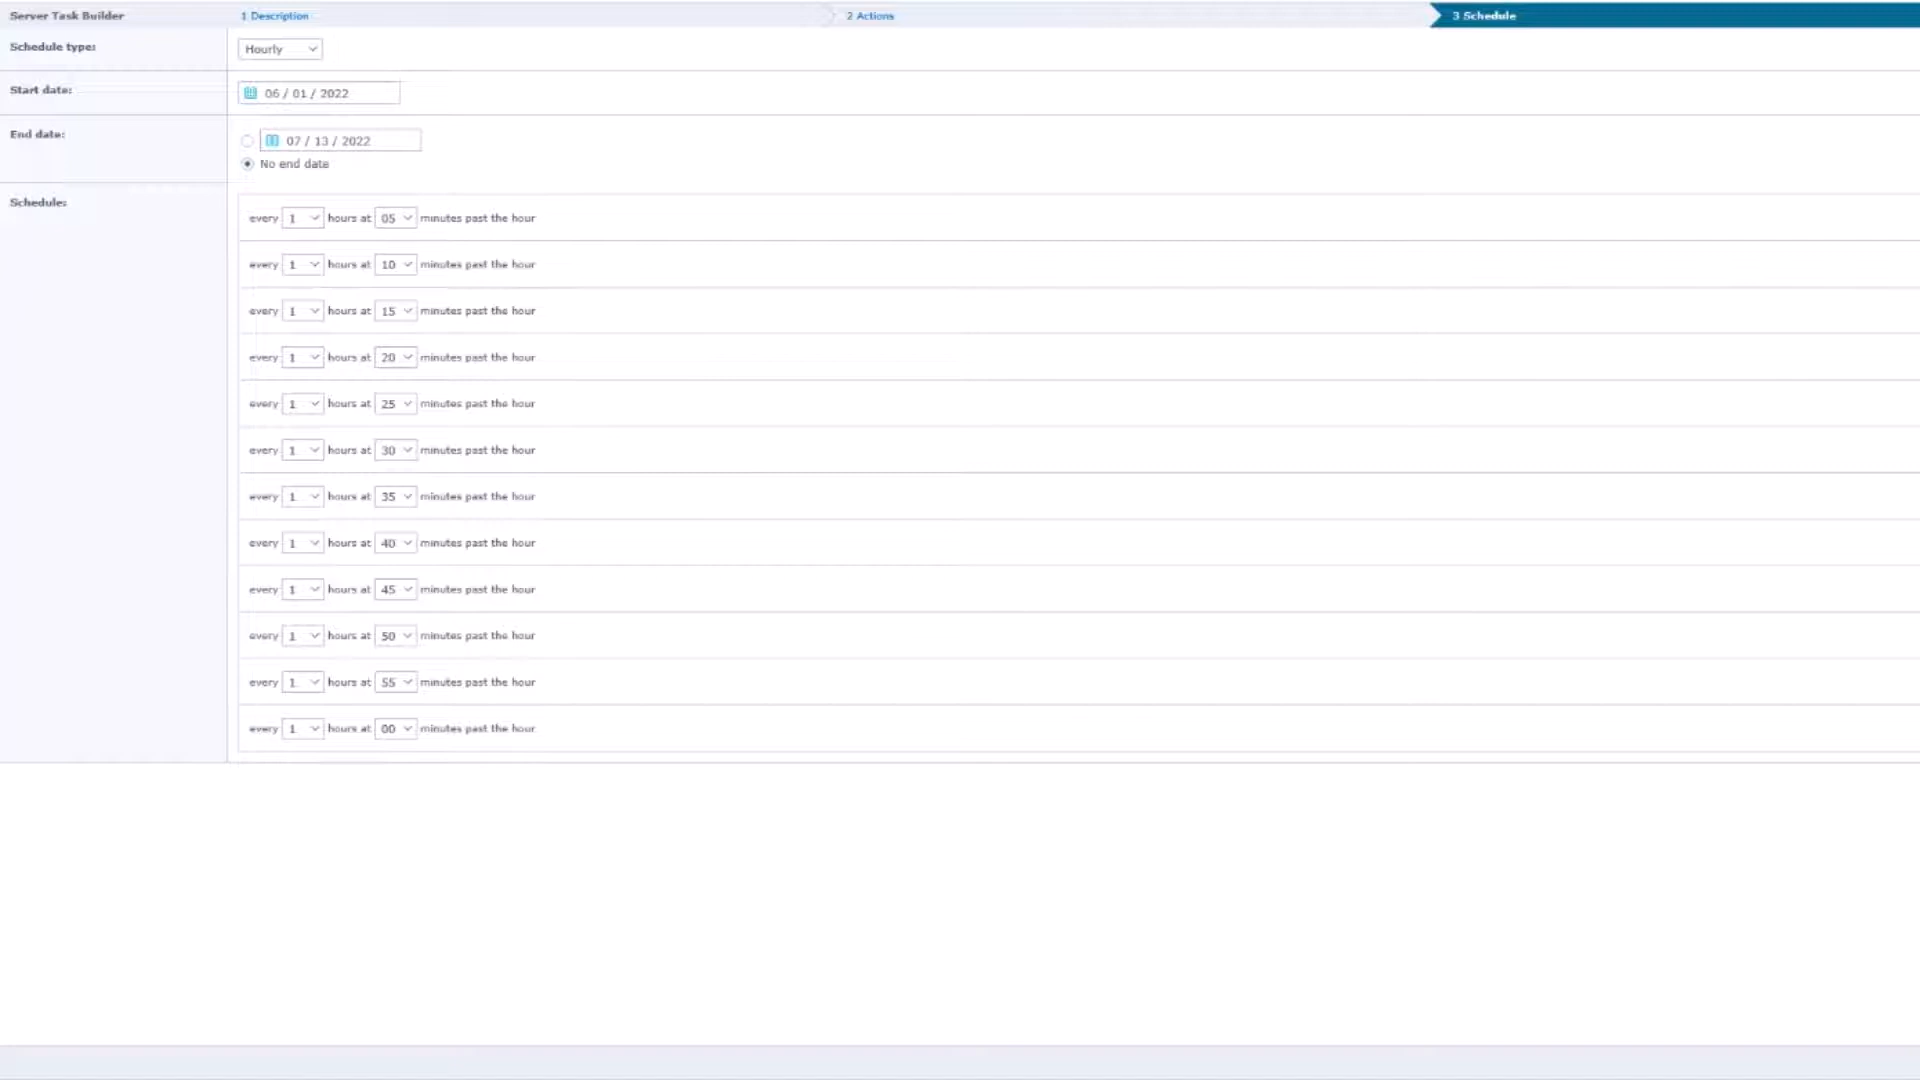 Server Task Builder 1 Description 2 Actions 3 Schedule
Schedule type: Hourly
Start date: 06 / 01 / 2022
End date: 07 / 13 / 2022
No end date
Schedule:
every 1 hours at 05 minutes past the hour
every 1 hours at 10 minutes past the hour
every 1 hours at 15 minutes past the hour
every 1 hours at 20 minutes past the hour
every 1 hours at 25 minutes past the hour
every 1 hours at 30 minutes past the hour
every 1 hours at 35 minutes past the hour
every 1 hours at 40 minutes past the hour
every 1 hours at 45 minutes past the hour
every 1 hours at 50 minutes past the hour
every 1 hours at 55 minutes past the hour
every 1 hours at 00 minutes past the hour